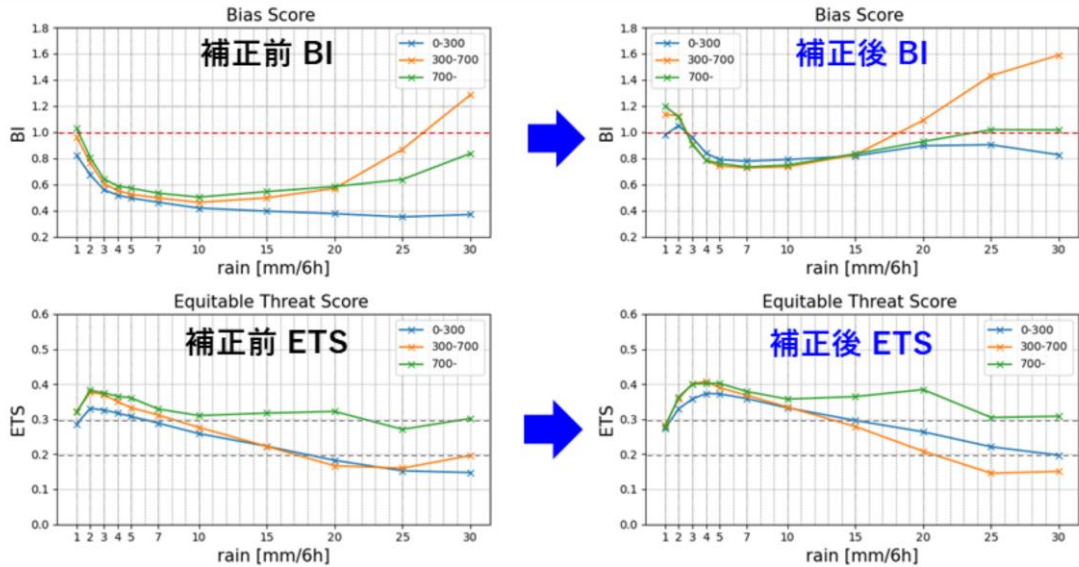 Bias Score
補正前 BI
0-300
300-700
700-
1.8
1.6
1.4
1.2
1.0
0.8
0.6
0.4
0.2
BI
1 2 3 4 5 7 10 15 20 25 30
rain [mm/6h]
Bias Score
補正後 BI
0-300
300-700
700-
1.8
1.6
1.4
1.2
1.0
0.8
0.6
0.4
0.2
BI
1 2 3 4 5 7 10 15 20 25 30
rain [mm/6h]
Equitable Threat Score
補正前 ETS
0-300
300-700
700-
0.6
0.5
0.4
0.3
0.2
0.1
0.0
ETS
1 2 3 4 5 7 10 15 20 25 30
rain [mm/6h]
Equitable Threat Score
補正後 ETS
0-300
300-700
700-
0.6
0.5
0.4
0.3
0.2
0.1
0.0
ETS
1 2 3 4 5 7 10 15 20 25 30
rain [mm/6h]